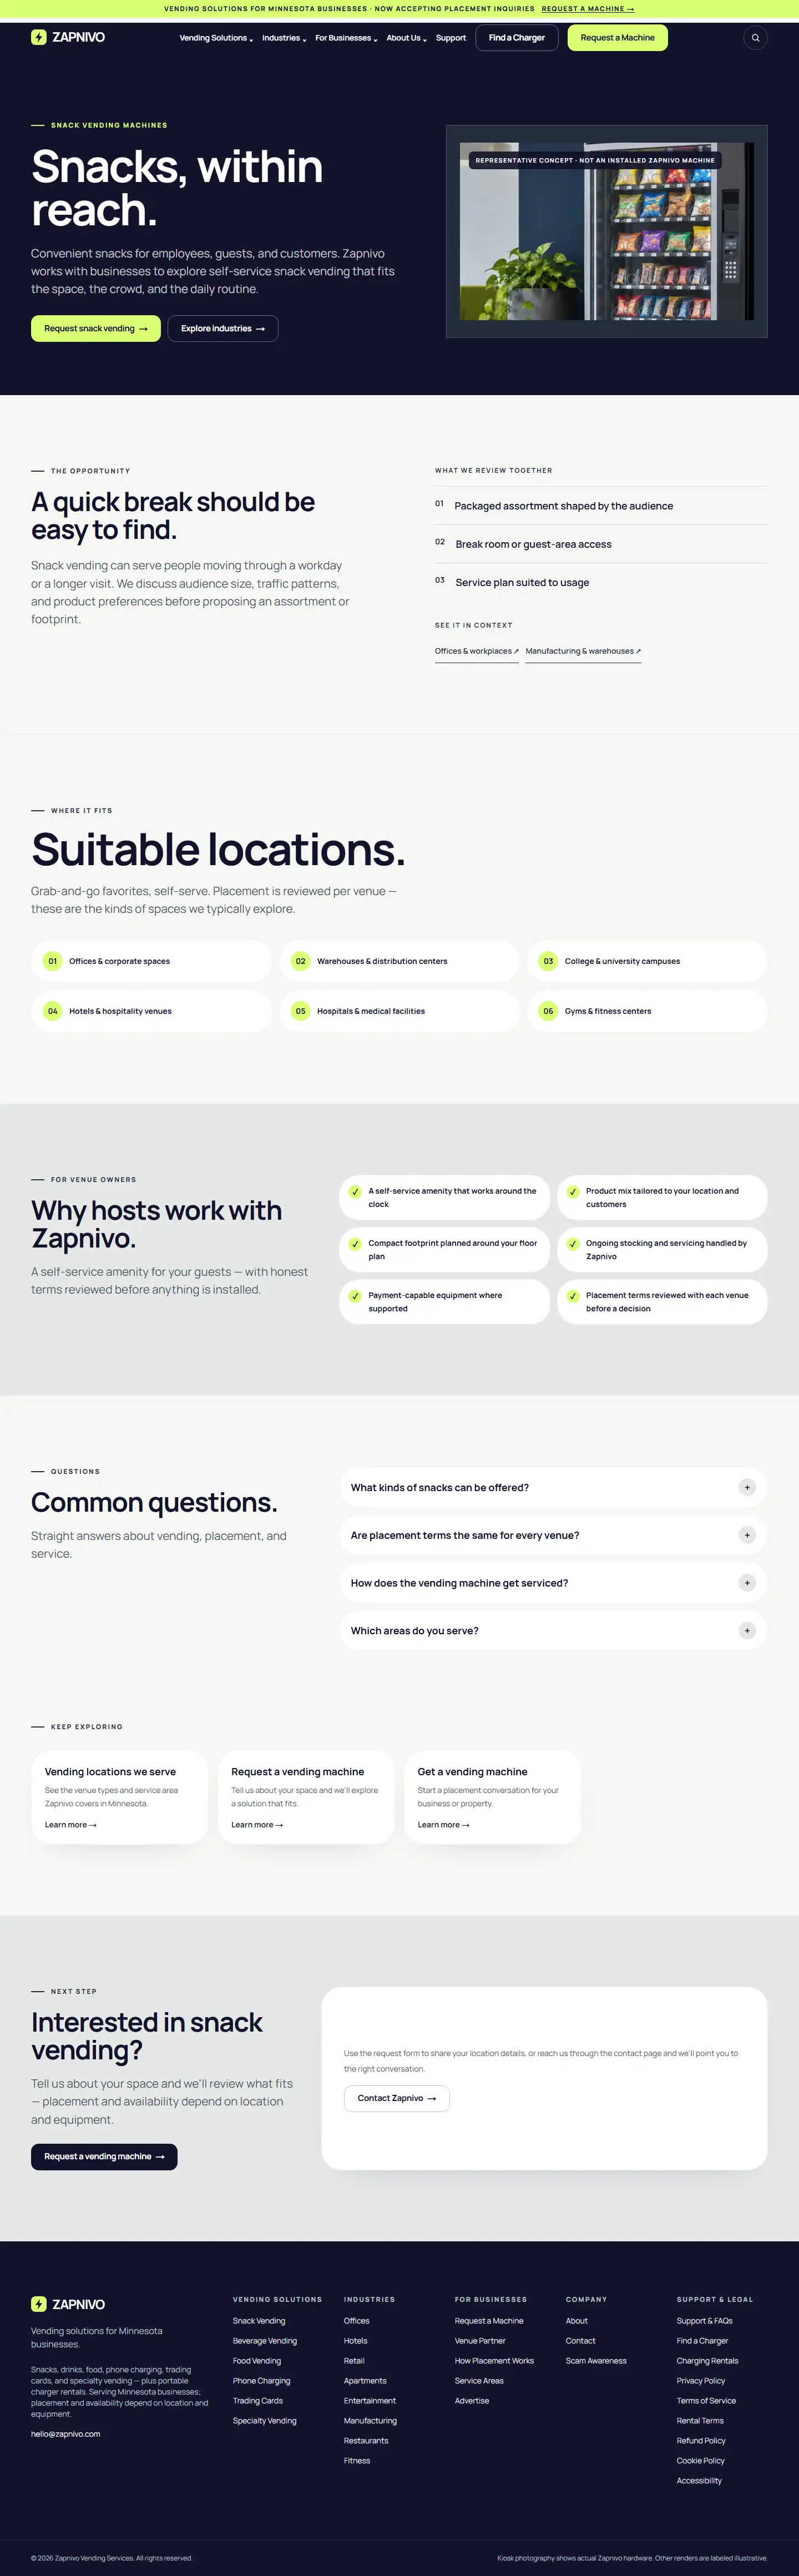 VENDING SOLUTIONS FOR MINNESOTA BUSINESSES · NOW ACCEPTING PLACEMENT INQUIRIES REQUEST A MACHINE →
ZAPNIVO
Vending Solutions Industries For Businesses About Us Support Find a Charger Request a Machine
SNACK VENDING MACHINES
Snacks, within
reach.
Convenient snacks for employees, guests, and customers. Zapnivo
works with businesses to explore self-service snack vending that fits
the space, the crowd, and the daily routine.
Request snack vending →
Explore industries →
REPRESENTATIVE CONCEPT · NOT AN INSTALLED ZAPNIVO MACHINE
THE OPPORTUNITY
A quick break should be
easy to find.
Snack vending can serve people moving through a workday
or a longer visit. We discuss audience size, traffic patterns,
and product preferences before proposing an assortment or
footprint.
WHAT WE REVIEW TOGETHER
01 Packaged assortment shaped by the audience
02 Break room or guest-area access
03 Service plan suited to usage
SEE IT IN CONTEXT
Offices & workplaces ↗ Manufacturing & warehouses ↗
WHERE IT FITS
Suitable locations.
Grab-and-go favorites, self-serve. Placement is reviewed per venue —
these are the kinds of spaces we typically explore.
01 Offices & corporate spaces
02 Warehouses & distribution centers
03 College & university campuses
04 Hotels & hospitality venues
05 Hospitals & medical facilities
06 Gyms & fitness centers
FOR VENUE OWNERS
Why hosts work with
Zapnivo.
A self-service amenity for your guests — with honest
terms reviewed before anything is installed.
✓ A self-service amenity that works around the
clock
✓ Product mix tailored to your location and
customers
✓ Compact footprint planned around your floor
plan
✓ Ongoing stocking and servicing handled by
Zapnivo
✓ Payment-capable equipment where
supported
✓ Placement terms reviewed with each venue
before a decision
QUESTIONS
Common questions.
Straight answers about vending, placement, and
service.
What kinds of snacks can be offered? +
Are placement terms the same for every venue? +
How does the vending machine get serviced? +
Which areas do you serve? +
KEEP EXPLORING
Vending locations we serve
See the venue types and service area
Zapnivo covers in Minnesota.
Learn more →
Request a vending machine
Tell us about your space and we'll explore
a solution that fits.
Learn more →
Get a vending machine
Start a placement conversation for your
business or property.
Learn more →
NEXT STEP
Interested in snack
vending?
Tell us about your space and we'll review what fits
— placement and availability depend on location
and equipment.
Request a vending machine →
Use the request form to share your location details, or reach us through the contact page and we'll point you to
the right conversation.
Contact Zapnivo →
ZAPNIVO
Vending solutions for Minnesota
businesses.
Snacks, drinks, food, phone charging, trading
cards, and specialty vending — plus portable
charger rentals. Serving Minnesota businesses;
placement and availability depend on location and
equipment.
hello@zapnivo.com
VENDING SOLUTIONS
Snack Vending
Beverage Vending
Food Vending
Phone Charging
Trading Cards
Specialty Vending
INDUSTRIES
Offices
Hotels
Retail
Apartments
Entertainment
Manufacturing
Restaurants
Fitness
FOR BUSINESSES
Request a Machine
Venue Partner
How Placement Works
Service Areas
Advertise
COMPANY
About
Contact
Scam Awareness
SUPPORT & LEGAL
Support & FAQs
Find a Charger
Charging Rentals
Privacy Policy
Terms of Service
Rental Terms
Refund Policy
Cookie Policy
Accessibility
© 2026 Zapnivo Vending Services. All rights reserved.
Kiosk photography shows actual Zapnivo hardware. Other renders are labeled illustrative.